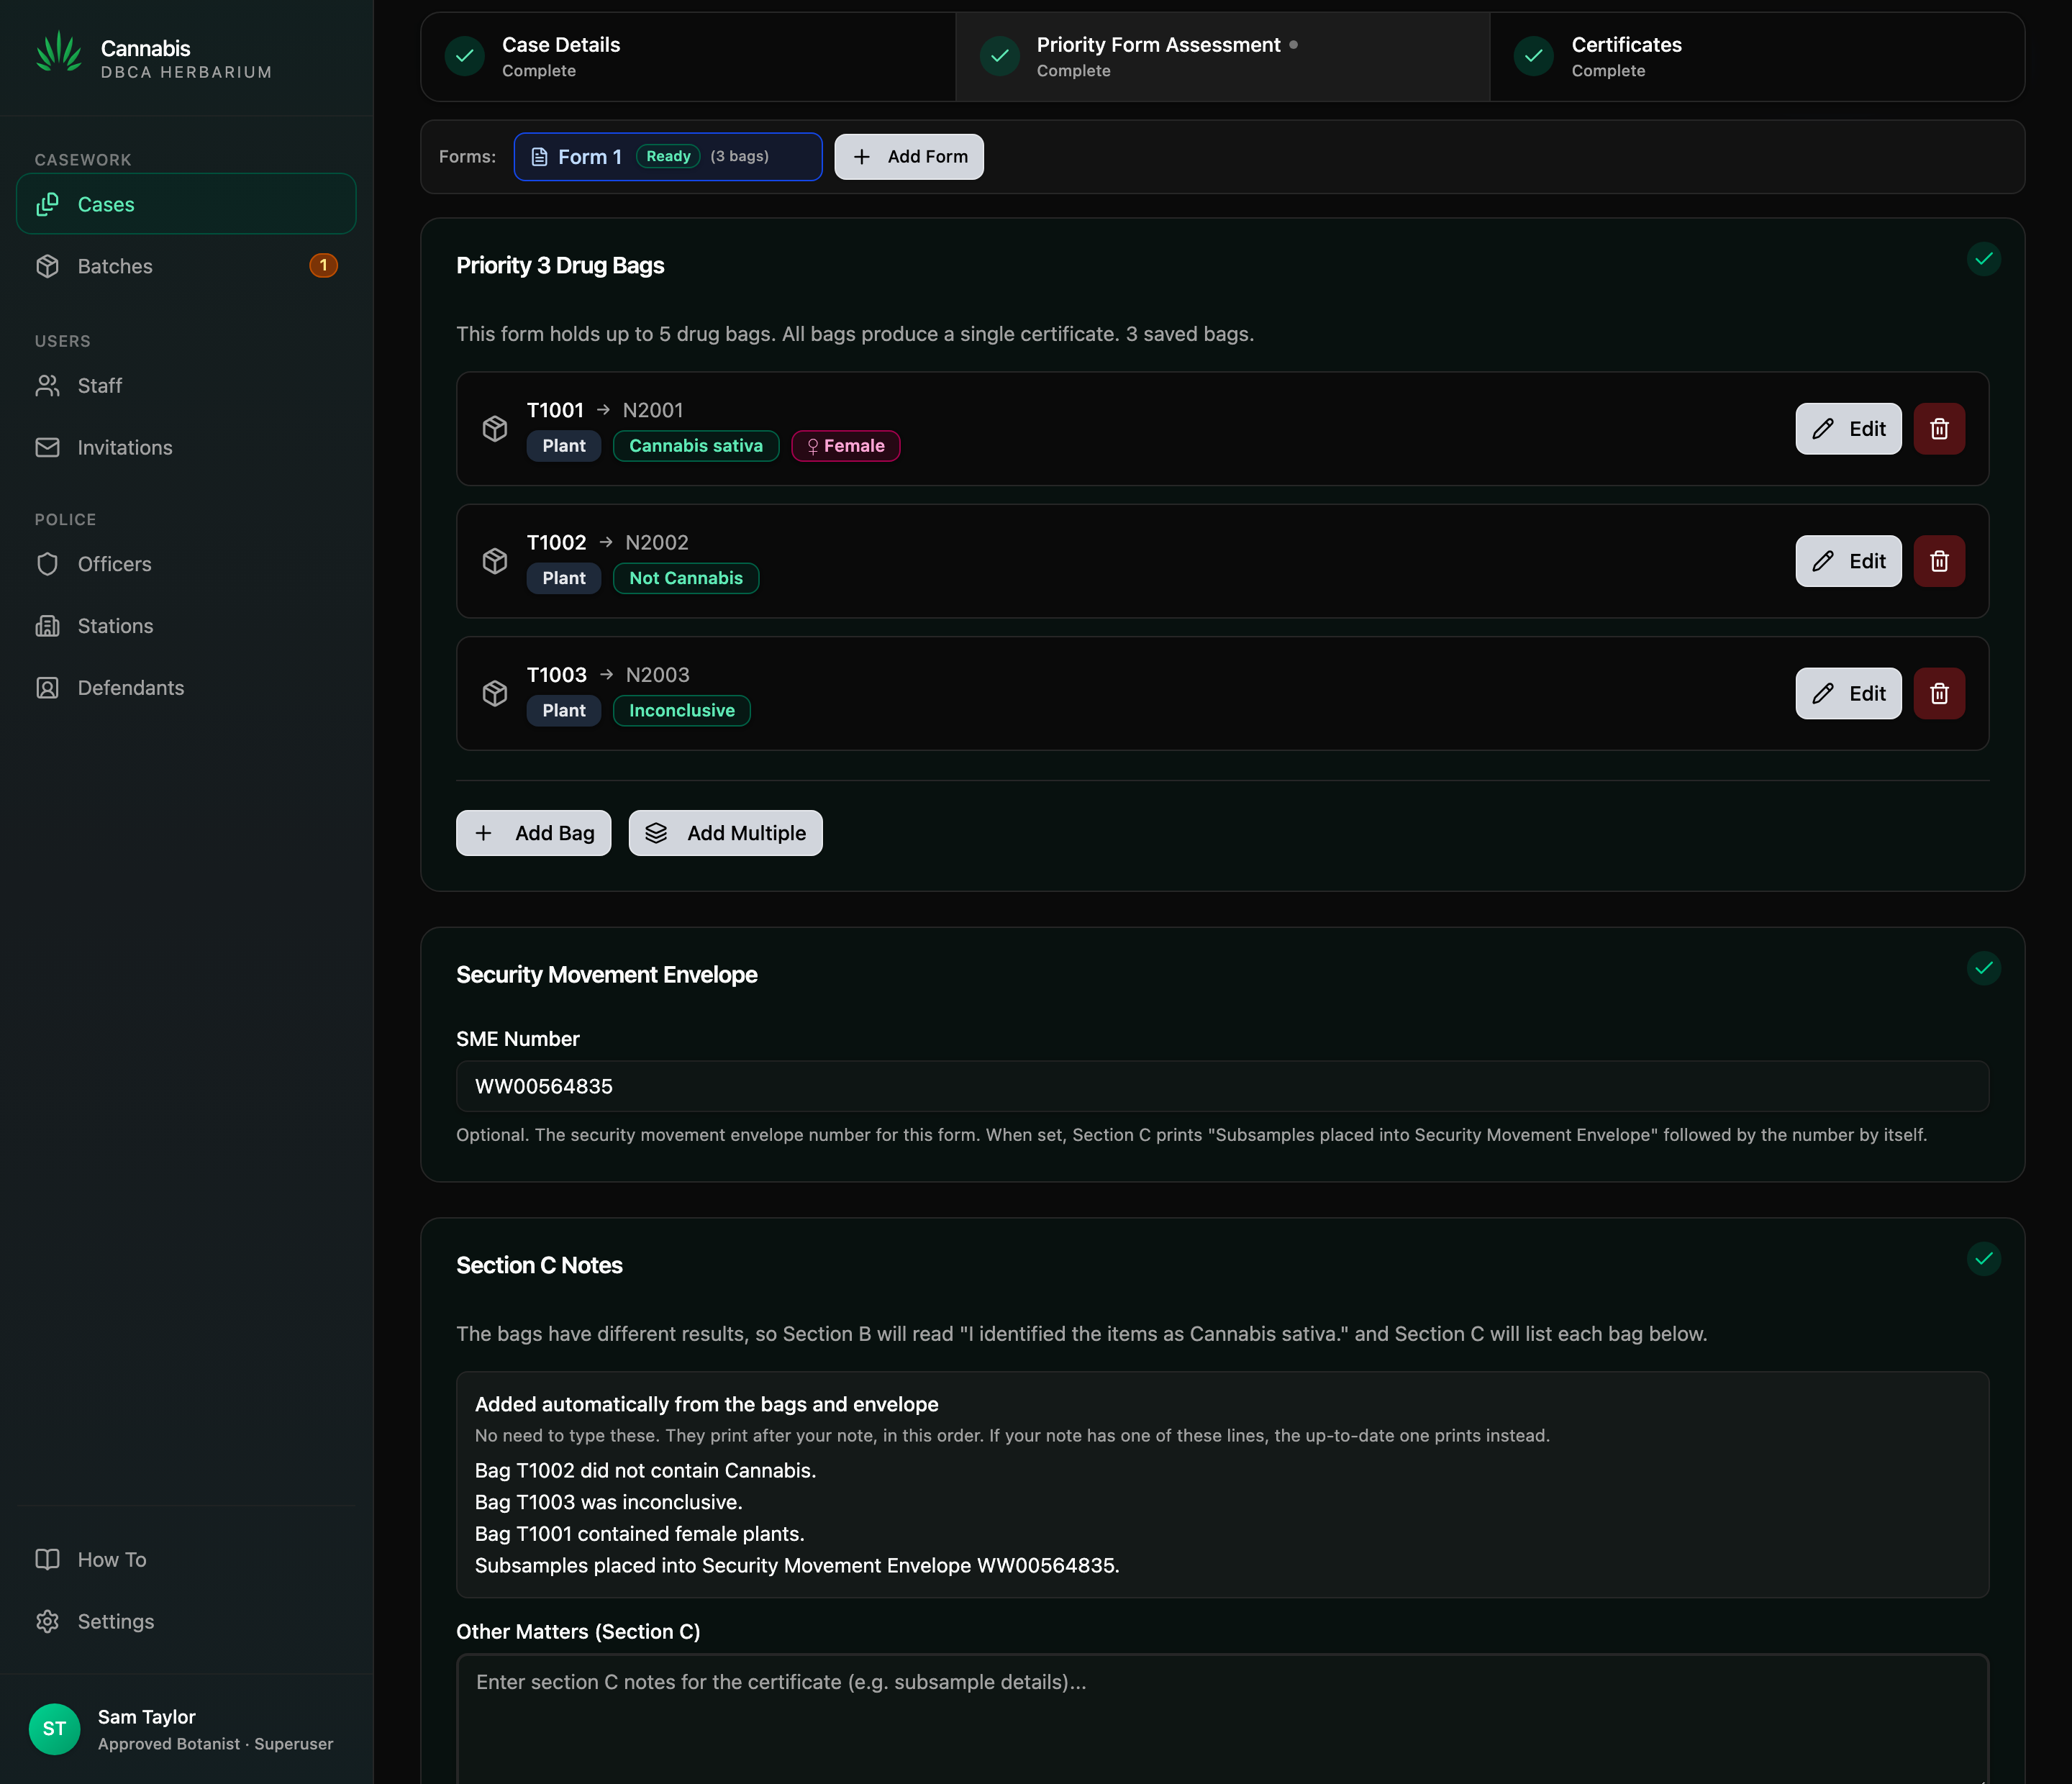 Cannabis
DBCA HERBARIUM
CASEWORK
Cases
Batches 1
USERS
Staff
Invitations
POLICE
Officers
Stations
Defendants
How To
Settings
ST
Sam Taylor
Approved Botanist · Superuser
Case Details
Complete
Priority Form Assessment
Complete
Certificates
Complete
Forms: Form 1 Ready (3 bags) Add Form
Priority 3 Drug Bags
This form holds up to 5 drug bags. All bags produce a single certificate. 3 saved bags.
T1001 → N2001
Plant Cannabis sativa ♀ Female
Edit
T1002 → N2002
Plant Not Cannabis
Edit
T1003 → N2003
Plant Inconclusive
Edit
Add Bag Add Multiple
Security Movement Envelope
SME Number
WW00564835
Optional. The security movement envelope number for this form. When set, Section C prints "Subsamples placed into Security Movement Envelope" followed by the number by itself.
Section C Notes
The bags have different results, so Section B will read "I identified the items as Cannabis sativa." and Section C will list each bag below.
Added automatically from the bags and envelope
No need to type these. They print after your note, in this order. If your note has one of these lines, the up-to-date one prints instead.
Bag T1002 did not contain Cannabis.
Bag T1003 was inconclusive.
Bag T1001 contained female plants.
Subsamples placed into Security Movement Envelope WW00564835.
Other Matters (Section C)
Enter section C notes for the certificate (e.g. subsample details)...